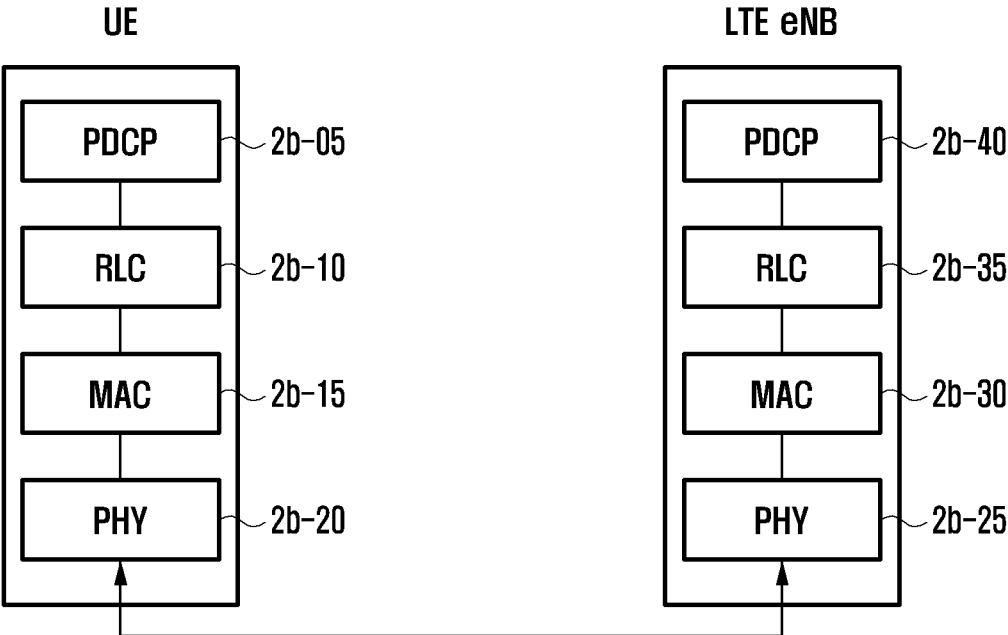 UE LTE eNB
PDCP 2b-05 PDCP 2b-40
RLC 2b-10 RLC 2b-35
MAC 2b-15 MAC 2b-30
PHY 2b-20 PHY 2b-25